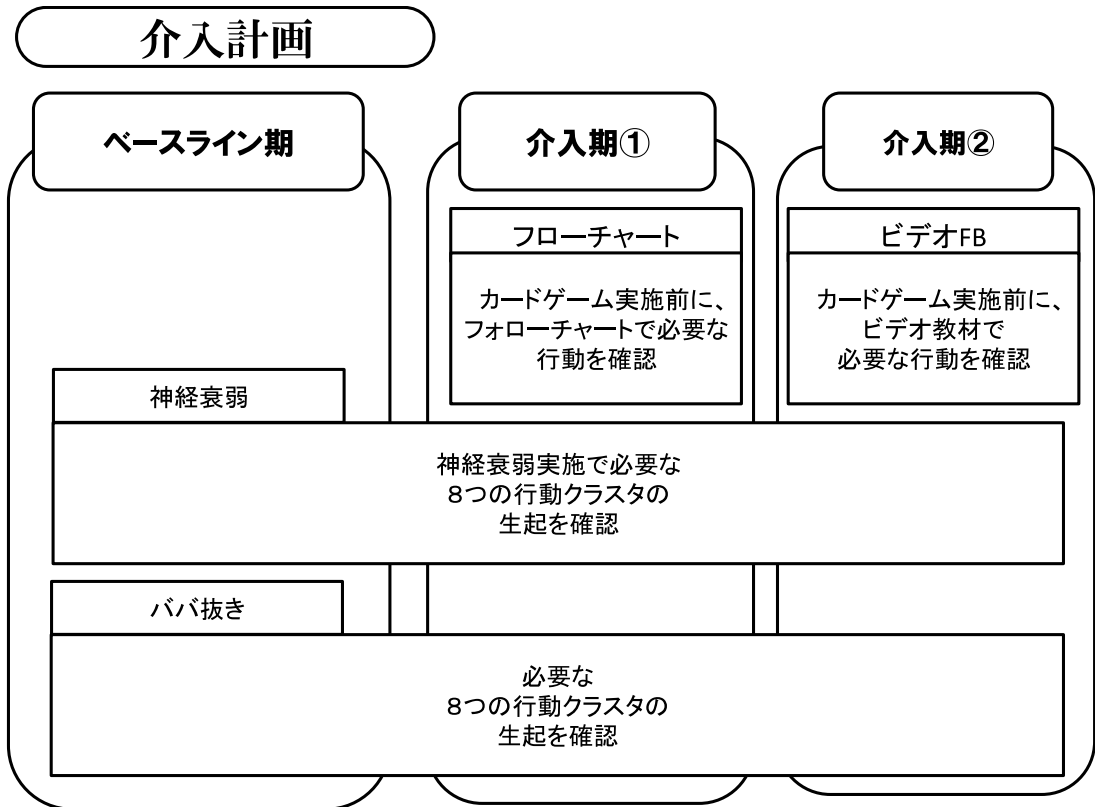 介入計画
ベースライン期
介入期①
介入期②
フローチャート
カードゲーム実施前に、
フォローチャートで必要な
行動を確認
ビデオFB
カードゲーム実施前に、
ビデオ教材で
必要な行動を確認
神経衰弱
神経衰弱実施で必要な
８つの行動クラスタの
生起を確認
ババ抜き
必要な
８つの行動クラスタの
生起を確認